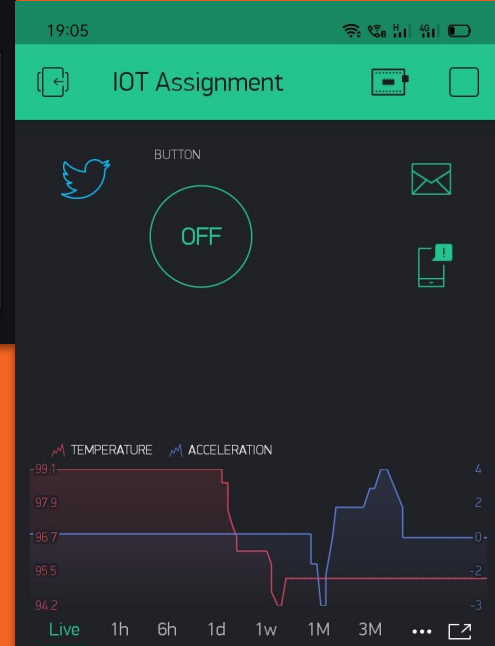 19:05
IOT Assignment
BUTTON
OFF
TEMPERATURE ACCELERATION
99.1 4
97.9 2
96.7 0
95.5 -2
94.2 -3
Live 1h 6h 1d 1w 1M 3M ...